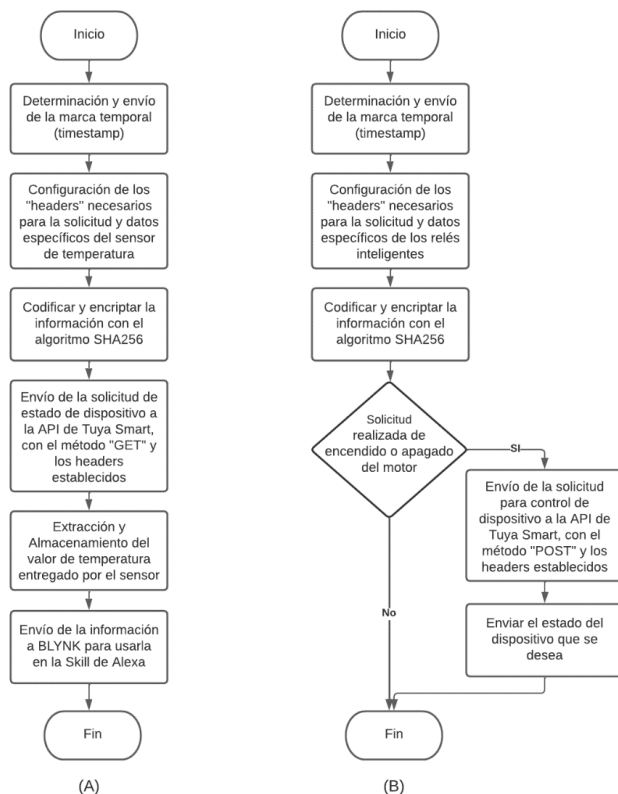 Inicio
Determinación y envío
de la marca temporal
(timestamp)
Configuración de los
"headers" necesarios
para la solicitud y datos
específicos del sensor
de temperatura
Codificar y encriptar la
información con el
algoritmo SHA256
Envío de la solicitud de
estado de dispositivo a
la API de Tuya Smart,
con el método "GET" y
los headers
establecidos
Extracción y
Almacenamiento del
valor de temperatura
entregado por el sensor
Envío de la información
a BLYNK para usarla
en la Skill de Alexa
Fin
(A)
Inicio
Determinación y envío
de la marca temporal
(timestamp)
Configuración de los
"headers" necesarios
para la solicitud y datos
específicos de los relés
inteligentes
Codificar y encriptar la
información con el
algoritmo SHA256
Solicitud
realizada de
encendido o apagado
del motor
SI
Envío de la solicitud
para control de
dispositivo a la API de
Tuya Smart, con el
método "POST" y los
headers establecidos
Enviar el estado del
dispositivo que se
desea
No
Fin
(B)